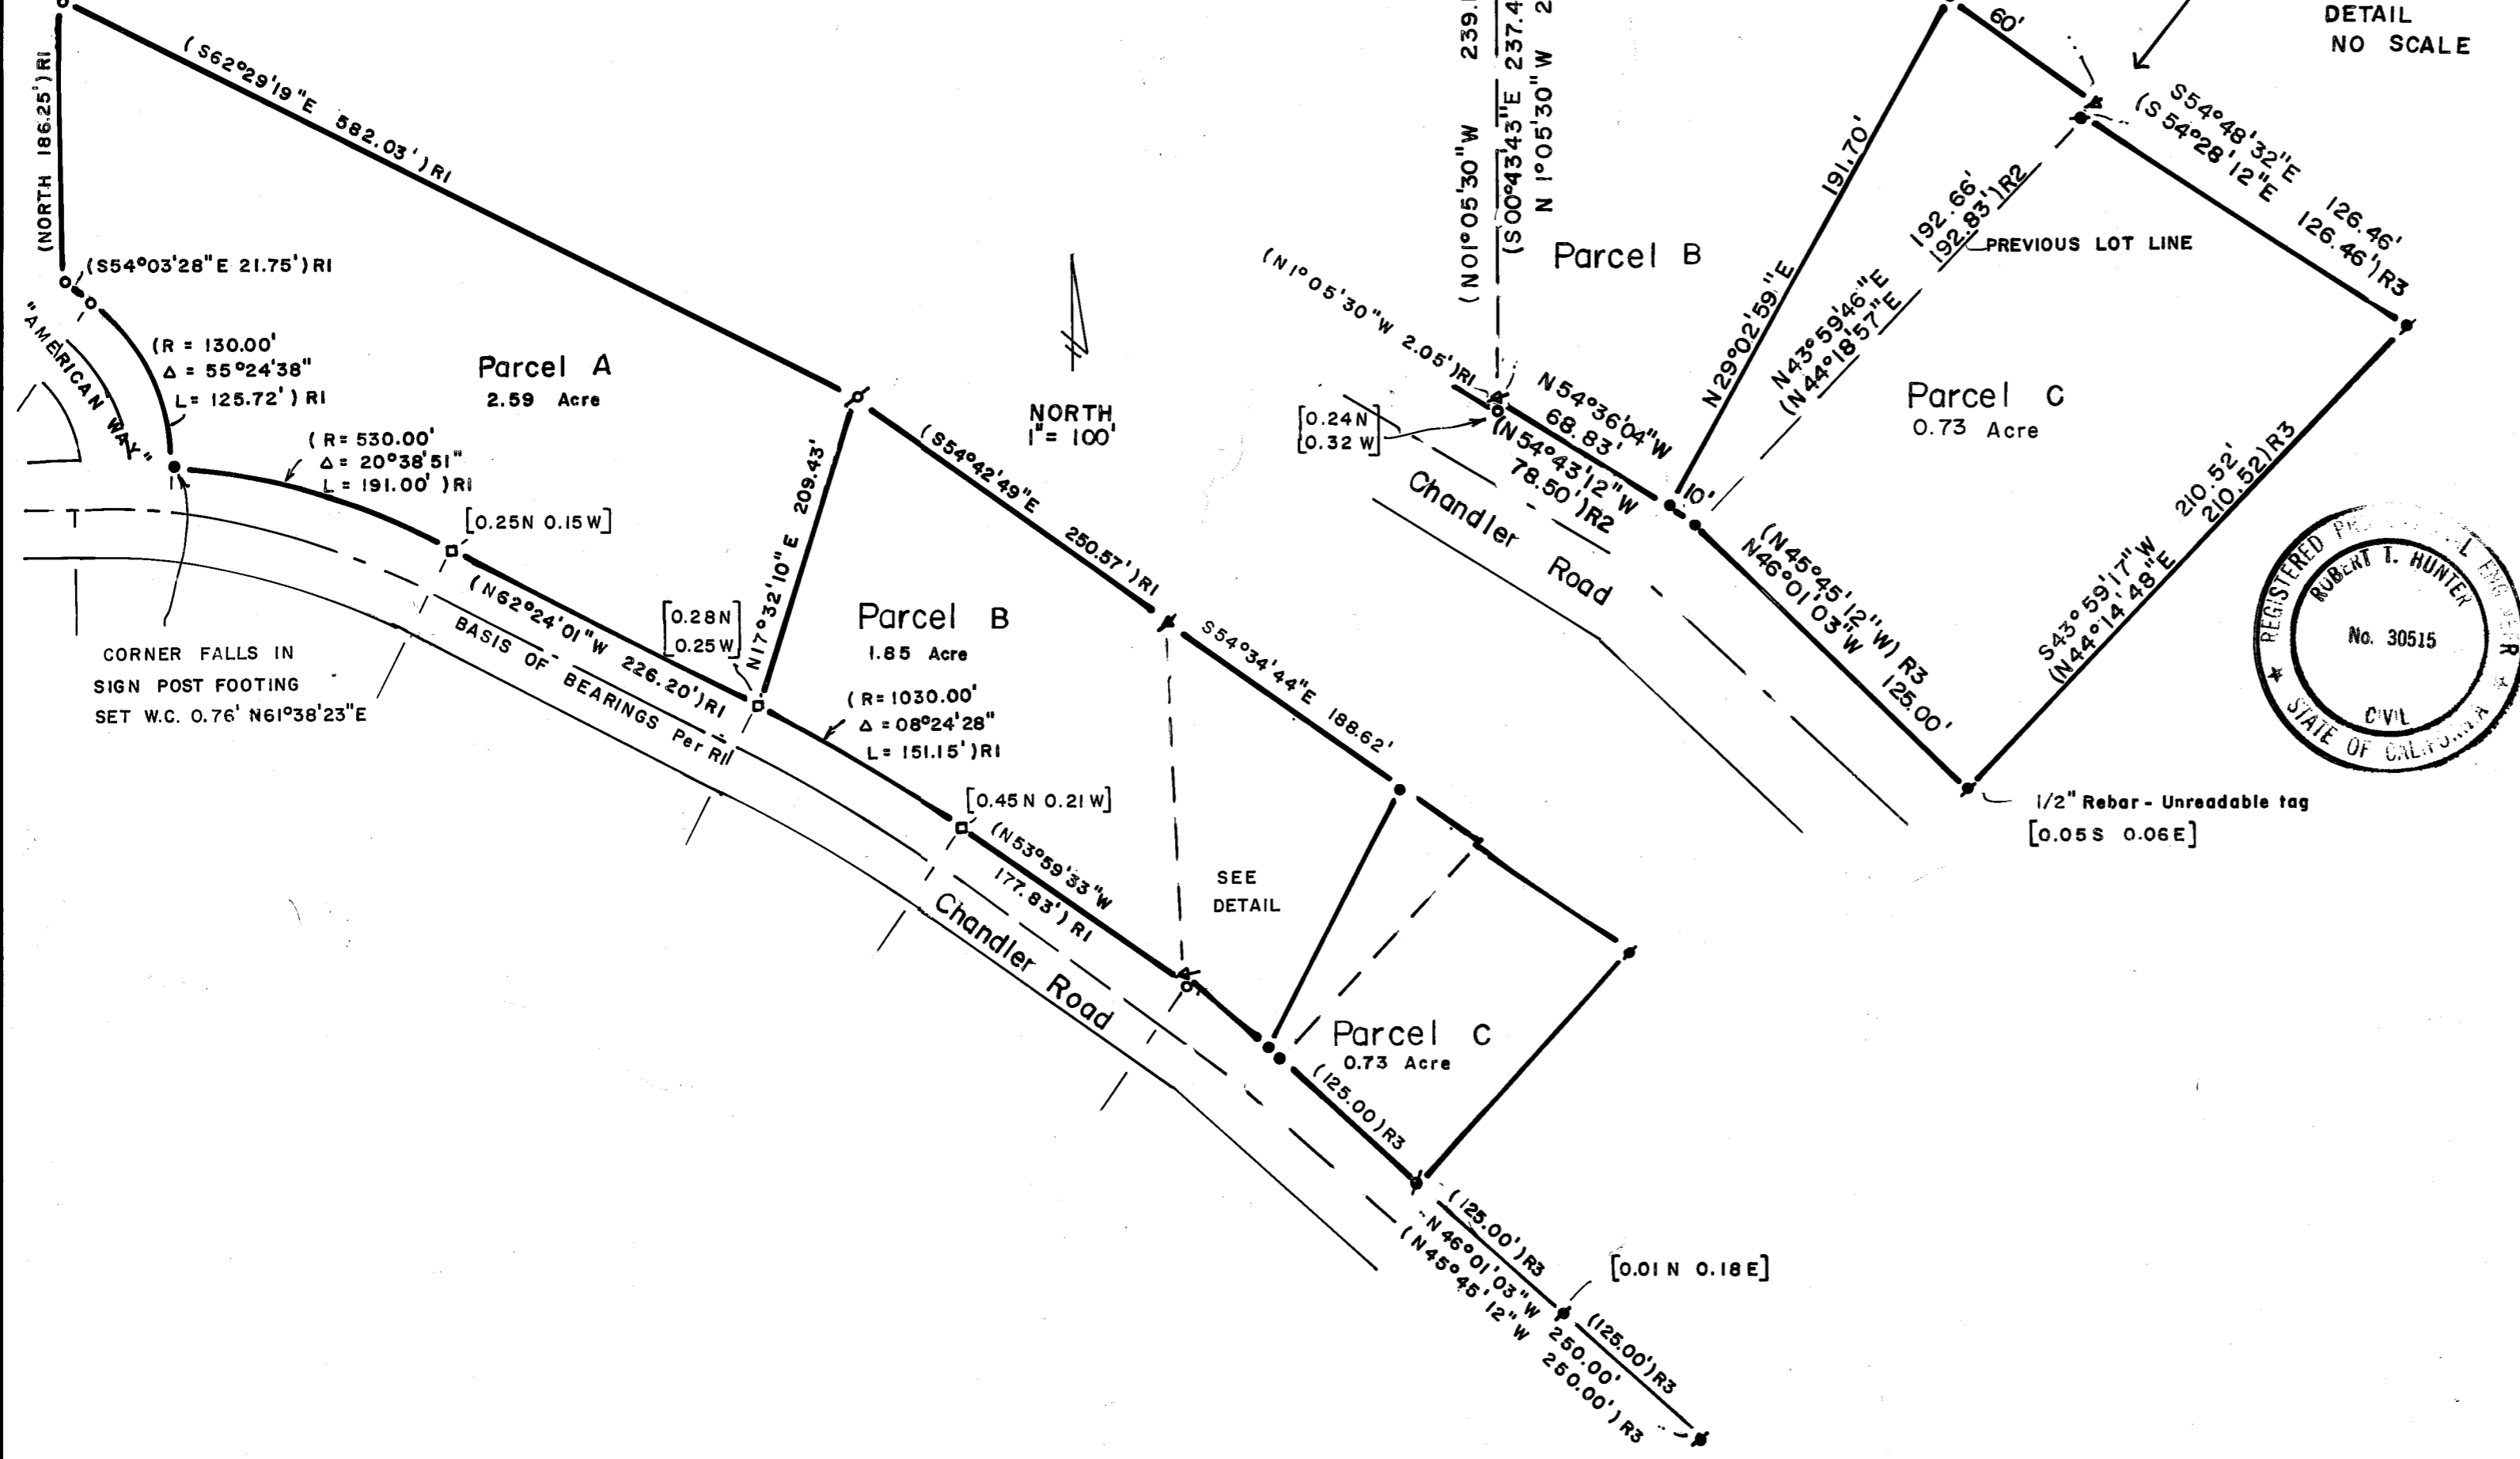 (NORTH 186.25')R1
(S62°29'19"E 582.03')R1
(S54°03'28"E 21.75')R1
"AMERICAN WAY"
(R = 130.00'
Δ = 55°24'38"
L = 125.72') R1
Parcel A
2.59 Acre
(R = 530.00'
Δ = 20°38'51"
L = 191.00') R1
[0.25N 0.15W]
CORNER FALLS IN
SIGN POST FOOTING
SET W.C. 0.76' N61°38'23"E
(N62°24'01"W 226.20')R1
BASIS OF BEARINGS Per R1
[0.28N
0.25W]
N17°32'10"E 209.43'
NORTH
1"= 100'
(S54°42'49"E 250.57')R1
Parcel B
1.85 Acre
(R = 1030.00'
Δ = 08°24'28"
L = 151.15')R1
[0.45N 0.21W]
(N53°59'33"W
177.83')R1
S54°34'44"E 188.62'
SEE
DETAIL
Chandler Road
Parcel C
0.73 Acre
(125.00)R3
(125.00')R3
N46°01'03"W 250.00'
(N45°45'12"W 250.00')R3
[0.01N 0.18E]
(125.00')R3
DETAIL
NO SCALE
(N01°05'30"W
(S00°43'43"E 237.4
N 1°05'30"W
Parcel B
(N1°05'30"W 2.05')R1
[0.24N
0.32W]
N54°36'04"W
68.83'
(N54°43'12"W
78.50')R2
Chandler Road
60'
191.70'
N29°02'59"E
192.66'
192.83')R2
N43°59'46"E
(N44°18'57"E
PREVIOUS LOT LINE
S54°48'32"E 126.46'
(S54°28'12"E 126.46')R3
Parcel C
0.73 Acre
10'
(N45°45'12"W)R3
N46°01'03"W 125.00'
S43°59'17"W 210.52'
(N44°14'48"E 210.52)R3
1/2" Rebar - Unreadable tag
[0.05S 0.06E]
REGISTERED
ROBERT T. HUNTER
No. 30515
CIVIL
STATE OF CALIFORNIA